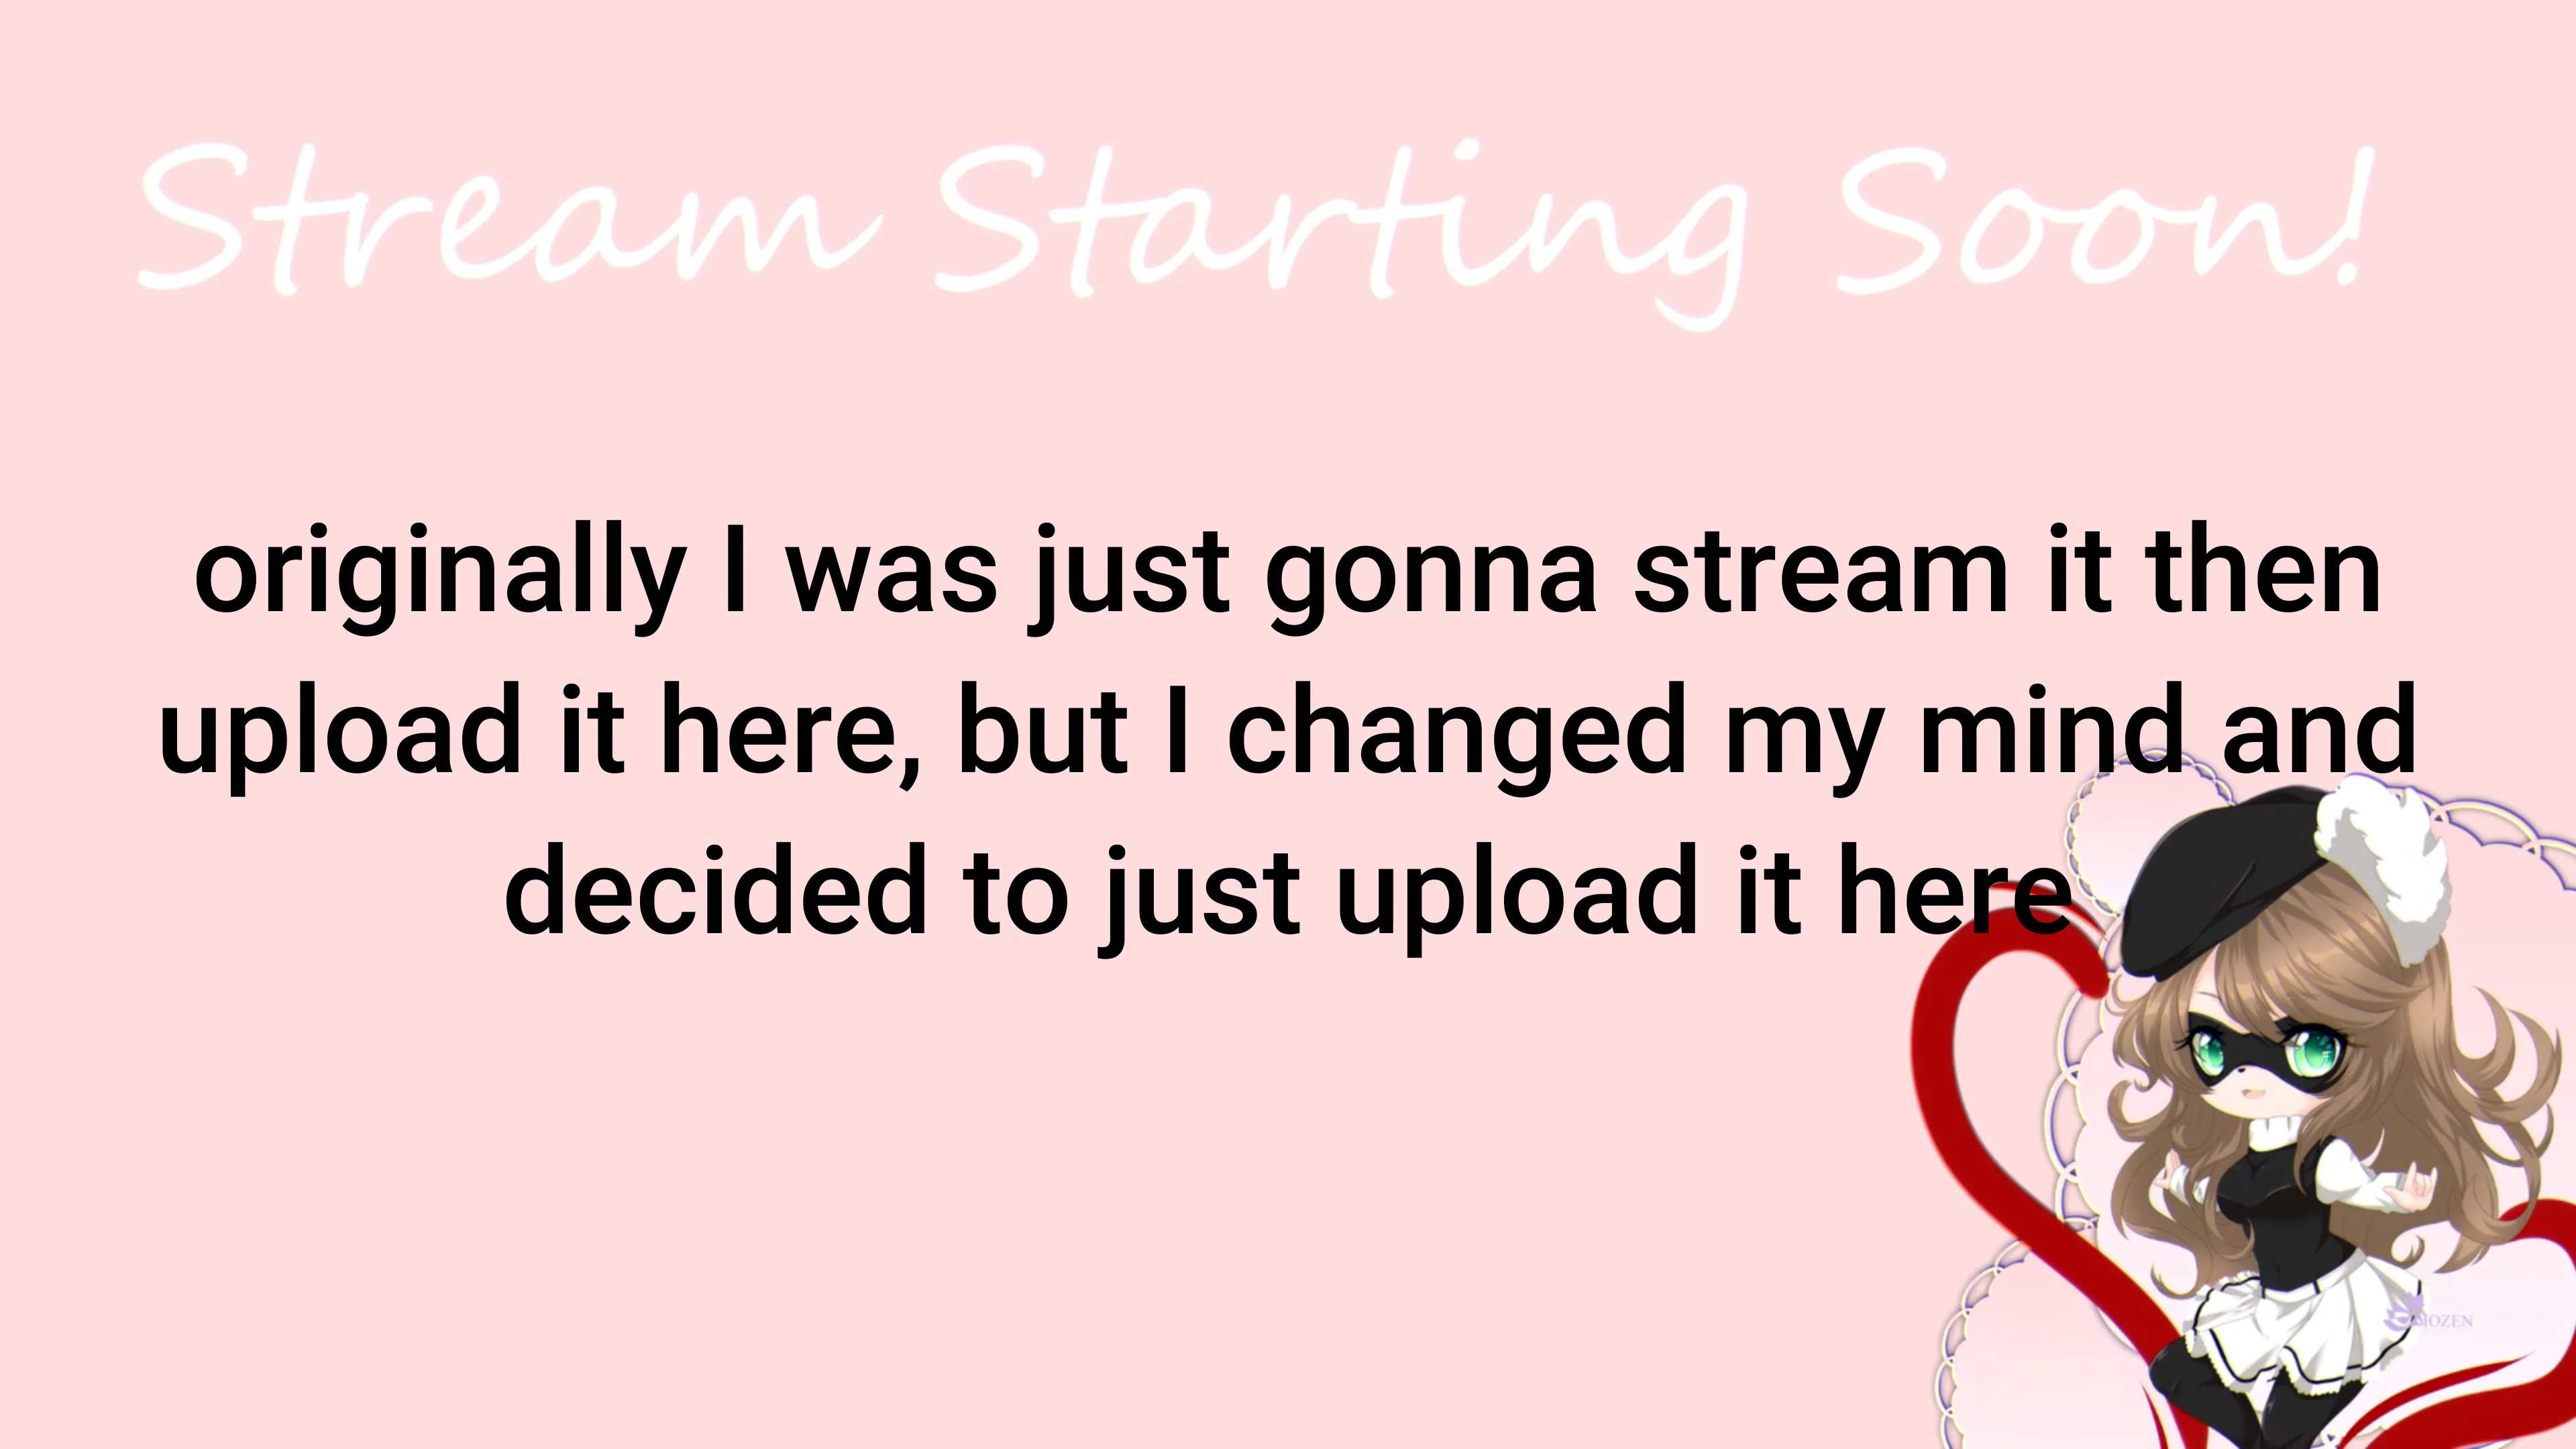 Stream Starting Soon!
originally I was just gonna stream it then
upload it here, but I changed my mind and
decided to just upload it here